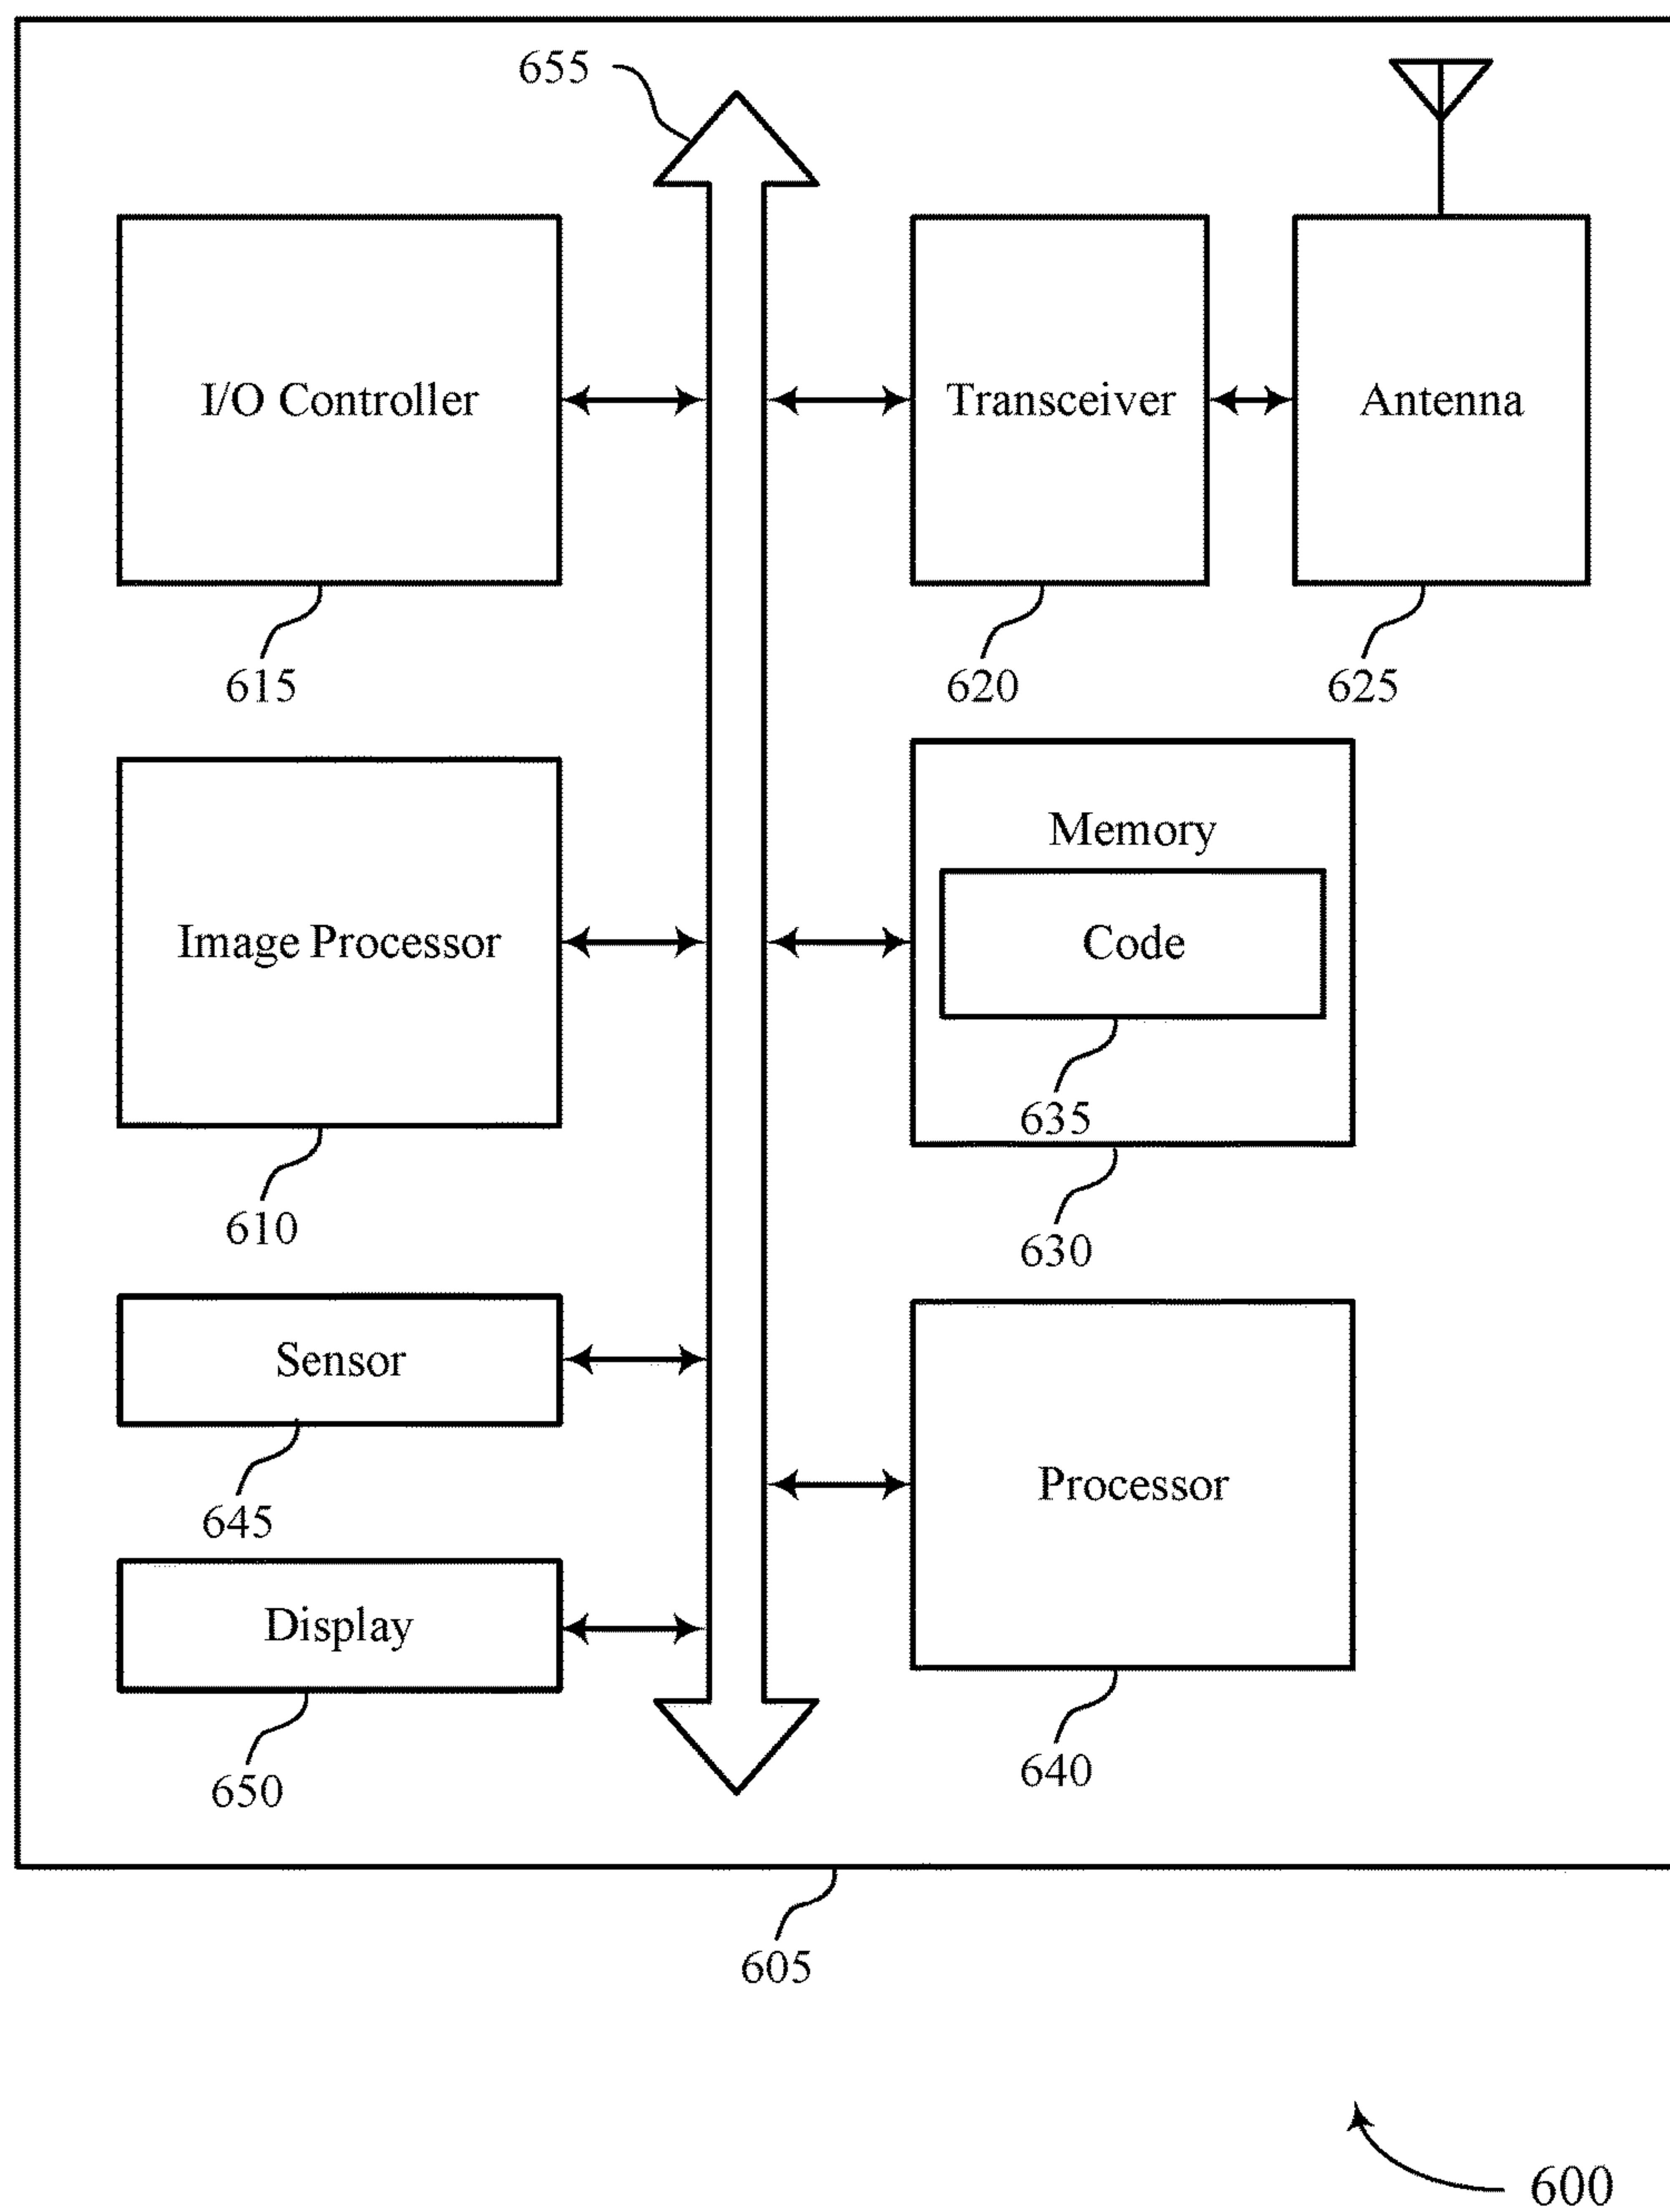 655
I/O Controller
Transceiver
Antenna
615
620
625
Memory
Image Processor
Code
635
610
630
Sensor
Processor
645
Display
650
640
605
600